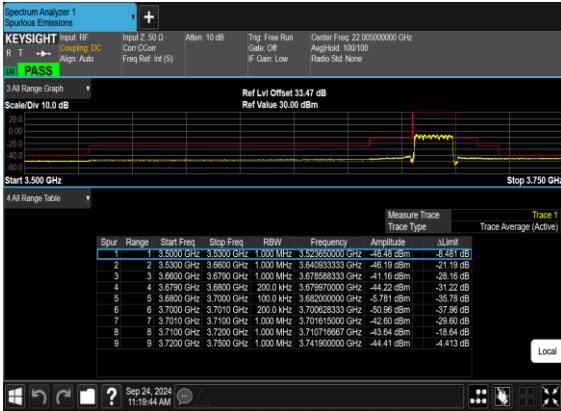 Spectrum Analyzer 1
Spurious Emissions
+
KEYSIGHT Input: RF Input Z: 50 Ω Atten: 10 dB Trig: Free Run Center Freq: 22.005000000 GHz
R T Coupling: DC Corr CCorr Gate: Off Avg|Hold: 100/100
Align: Auto Freq Ref: Int (S) IF Gain: Low Radio Std: None
PASS
3 All Range Graph
Ref Lvl Offset 33.47 dB
Scale/Div 10.0 dB Ref Value 30.00 dBm
20.0
0.00
-20.0
-40.0
-60.0
Start 3.500 GHz Stop 3.750 GHz
4 All Range Table
Measure Trace Trace 1
Trace Type Trace Average (Active)
Spur Range Start Freq Stop Freq RBW Frequency Amplitude ΔLimit
1 1 3.5000 GHz 3.5300 GHz 1.000 MHz 3.523650000 GHz -48.48 dBm -8.481 dB
2 2 3.5300 GHz 3.6600 GHz 1.000 MHz 3.640933333 GHz -46.19 dBm -21.19 dB
3 3 3.6600 GHz 3.6790 GHz 1.000 MHz 3.678588333 GHz -41.16 dBm -28.16 dB
4 4 3.6790 GHz 3.6800 GHz 200.0 kHz 3.679970000 GHz -44.22 dBm -31.22 dB
5 5 3.6800 GHz 3.7000 GHz 100.0 kHz 3.682000000 GHz -5.781 dBm -35.78 dB
6 6 3.7000 GHz 3.7010 GHz 200.0 kHz 3.700628333 GHz -50.96 dBm -37.96 dB
7 7 3.7010 GHz 3.7100 GHz 1.000 MHz 3.701615000 GHz -42.60 dBm -29.60 dB
8 8 3.7100 GHz 3.7200 GHz 1.000 MHz 3.710716667 GHz -43.64 dBm -18.64 dB
9 9 3.7200 GHz 3.7500 GHz 1.000 MHz 3.741900000 GHz -44.41 dBm -4.413 dB
Local
? Sep 24, 2024
11:19:44 AM